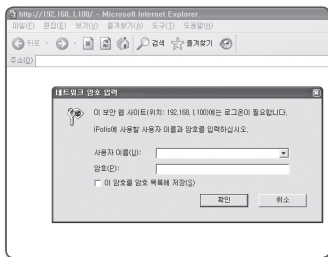 http://192,168, 1,100/ - Microsoft Internet Explorer
파일(F) 편집(E) 보기(V) 즐겨찾기(A) 도구(T) 도움말(H)
뒤로 검색 즐겨찾기
주소(D)
네트워크 암호 입력
이 보안 웹 사이트(위치: 192,168, 1,100)에는 로그온이 필요합니다.
iPolis에 사용할 사용자 이름과 암호를 입력하십시오.
사용자 이름(U):
암호(P):
이 암호를 암호 목록에 저장(S)
확인 취소